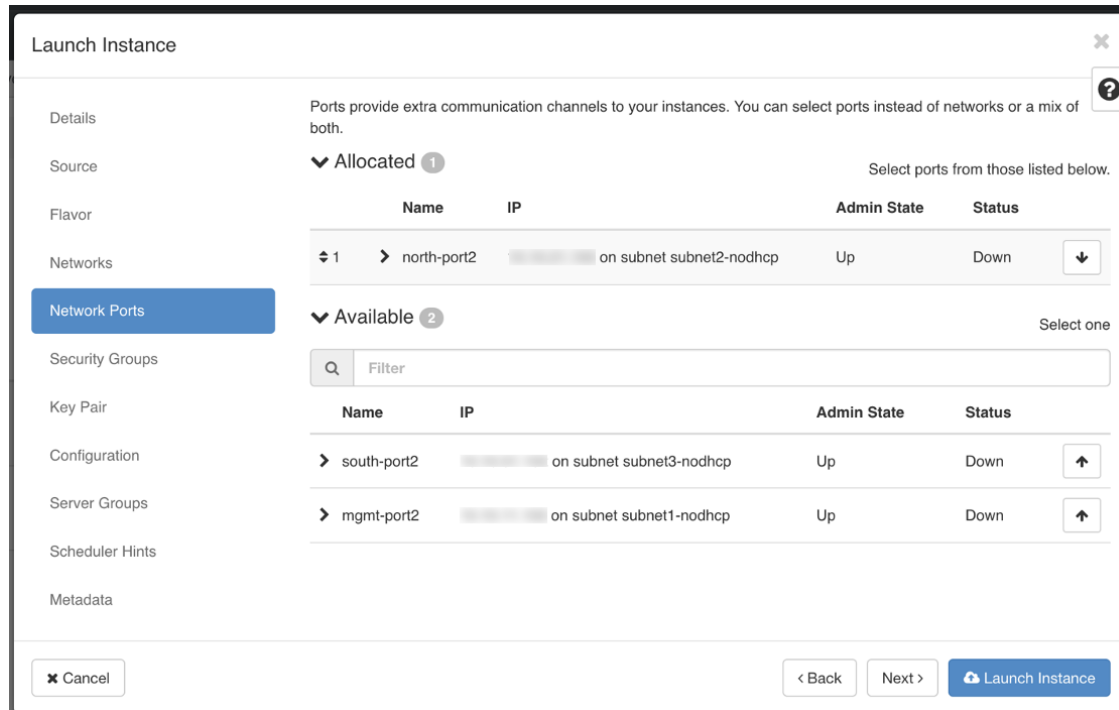 Launch Instance
Details
Source
Flavor
Networks
Network Ports
Security Groups
Key Pair
Configuration
Server Groups
Scheduler Hints
Metadata
Ports provide extra communication channels to your instances. You can select ports instead of networks or a mix of
both.
Allocated 1
Select ports from those listed below.
Name IP Admin State Status
1 north-port2 on subnet subnet2-nodhcp Up Down
Available 2
Select one
Filter
Name IP Admin State Status
south-port2 on subnet subnet3-nodhcp Up Down
mgmt-port2 on subnet subnet1-nodhcp Up Down
Cancel
< Back
Next >
Launch Instance